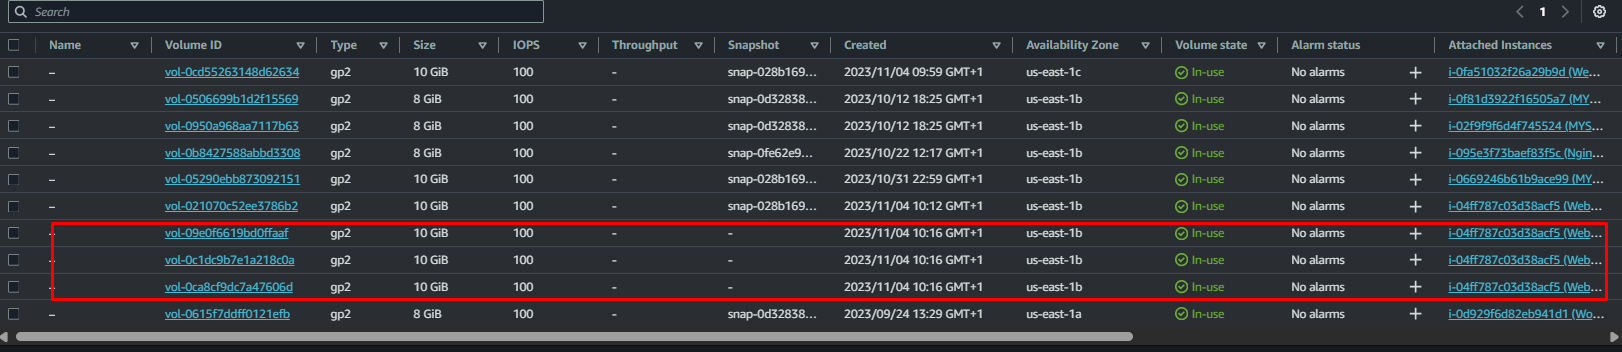 Search
1
Name Volume ID Type Size IOPS Throughput Snapshot Created Availability Zone Volume state Alarm status Attached Instances
– vol-0cd55263148d62634 gp2 10 GiB 100 - snap-028b169... 2023/11/04 09:59 GMT+1 us-east-1c In-use No alarms + i-0fa51032f26a29b9d (We...
– vol-0506699b1d2f15569 gp2 8 GiB 100 - snap-0d32838... 2023/10/12 18:25 GMT+1 us-east-1b In-use No alarms + i-0f81d3922f16505a7 (MY...
– vol-0950a968aa7117b63 gp2 8 GiB 100 - snap-0d32838... 2023/10/12 18:25 GMT+1 us-east-1b In-use No alarms + i-02f9f9f6d4f745524 (MYS...
– vol-0b8427588abbd3308 gp2 8 GiB 100 - snap-0fe62e9... 2023/10/22 12:17 GMT+1 us-east-1b In-use No alarms + i-095e3f73baef83f5c (Ngin...
– vol-05290ebb873092151 gp2 10 GiB 100 - snap-028b169... 2023/10/31 22:59 GMT+1 us-east-1b In-use No alarms + i-0669246b61b9ace99 (MY...
– vol-021070c52ee3786b2 gp2 10 GiB 100 - snap-028b169... 2023/11/04 10:12 GMT+1 us-east-1b In-use No alarms + i-04ff787c03d38acf5 (Web...
– vol-09e0f6619bd0ffaaf gp2 10 GiB 100 - - 2023/11/04 10:16 GMT+1 us-east-1b In-use No alarms + i-04ff787c03d38acf5 (Web...
– vol-0c1dc9b7e1a218c0a gp2 10 GiB 100 - - 2023/11/04 10:16 GMT+1 us-east-1b In-use No alarms + i-04ff787c03d38acf5 (Web...
– vol-0ca8cf9dc7a47606d gp2 10 GiB 100 - - 2023/11/04 10:16 GMT+1 us-east-1b In-use No alarms + i-04ff787c03d38acf5 (Web...
– vol-0615f7ddff0121efb gp2 8 GiB 100 - snap-0d32838... 2023/09/24 13:29 GMT+1 us-east-1a In-use No alarms + i-0d929f6d82eb941d1 (Wo...